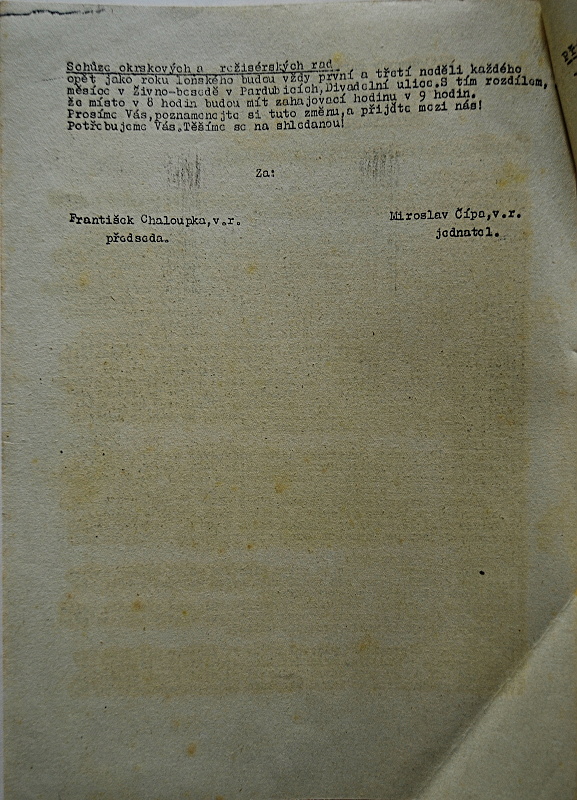 Schůze okrskových a režisérských rad
opět jako roku loňského budou vždy první a třetí neděli každého
měsíce v Živno-besedě v Pardubicích,Divadelní ulice.S tím rozdílem,
že místo v 8 hodin budou mít zahajovací hodinu v 9 hodin.
Prosíme Vás,poznamenejte si tuto změnu,a přijďte mezi nás!
Potřebujeme Vás.Těšíme se na shledanou!
Za:
František Chaloupka,v.r. Miroslav Čípa,v.r.
předseda. jednatel.